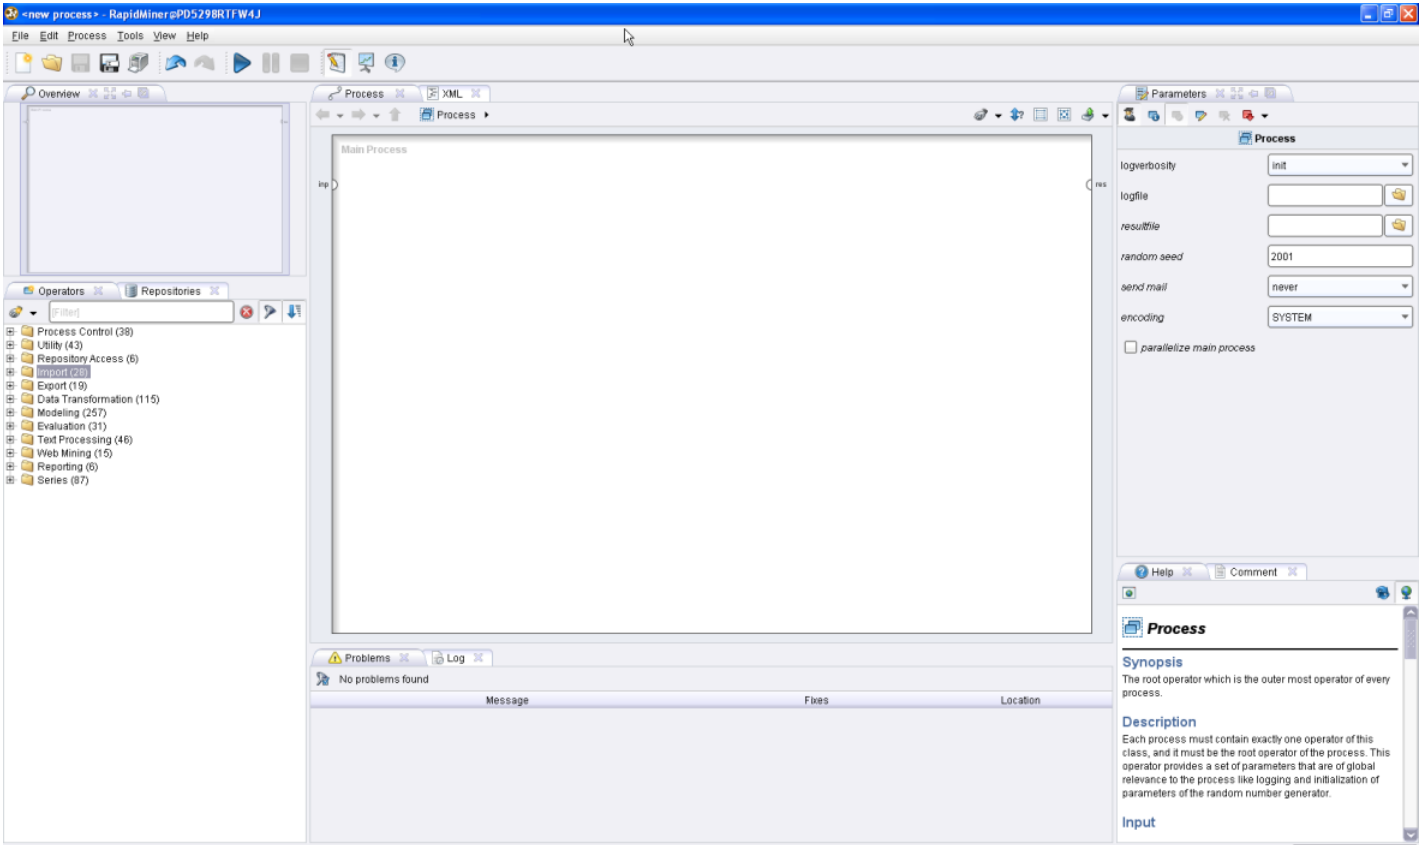 <new process> - RapidMiner@PD5298RTFW4J
File Edit Process Tools View Help
Overview
Process
XML
Parameters
Process
Process
Main Process
inp
res
logverbosity
init
logfile
resultfile
random seed
2001
send mail
never
encoding
SYSTEM
parallelize main process
Operators
Repositories
[Filter]
Process Control (38)
Utility (43)
Repository Access (6)
Import (28)
Export (19)
Data Transformation (115)
Modeling (257)
Evaluation (31)
Text Processing (46)
Web Mining (15)
Reporting (6)
Series (87)
Problems
Log
No problems found
Message Fixes Location
Help
Comment
Process
Synopsis
The root operator which is the outer most operator of every
process.
Description
Each process must contain exactly one operator of this
class, and it must be the root operator of the process. This
operator provides a set of parameters that are of global
relevance to the process like logging and initialization of
parameters of the random number generator.
Input